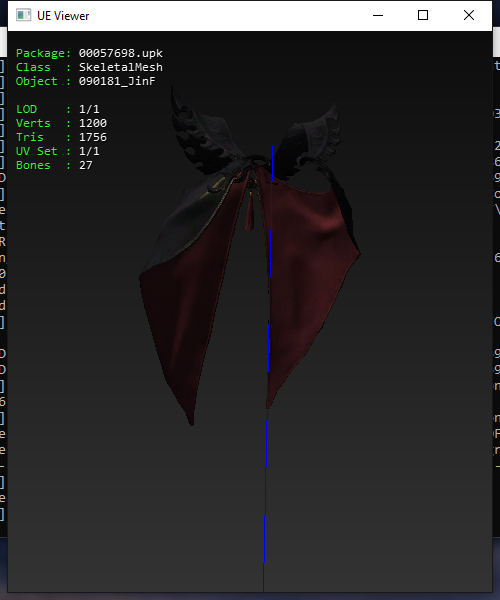 UE Viewer
Package: 00057698.upk
Class : SkeletalMesh
Object : 090181_JinF
LOD : 1/1
Verts : 1200
Tris : 1756
UV Set : 1/1
Bones : 27